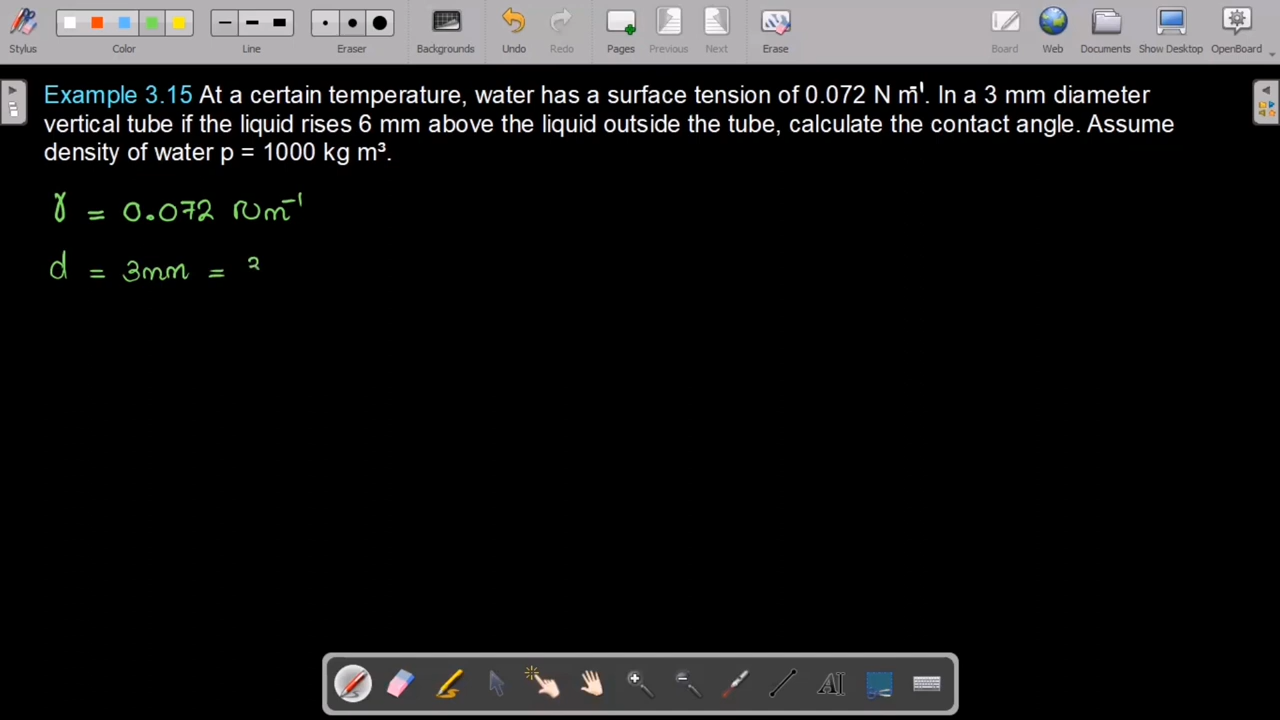 Stylus Color Line Eraser Backgrounds Undo Redo Pages Previous Next Erase Board Web Documents Show Desktop OpenBoard
Example 3.15 At a certain temperature, water has a surface tension of 0.072 N m⁻¹. In a 3 mm diameter
vertical tube if the liquid rises 6 mm above the liquid outside the tube, calculate the contact angle. Assume
density of water p = 1000 kg m³.
γ = 0.072 Nm⁻¹
d = 3mm = 3
AI